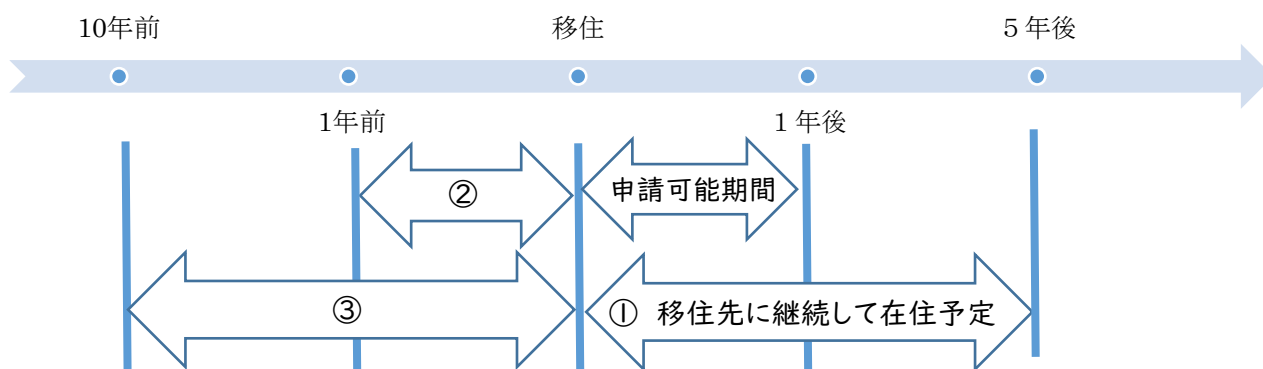 10年前 移住 5年後
1年前 1年後
② 申請可能期間
③ ① 移住先に継続して在住予定